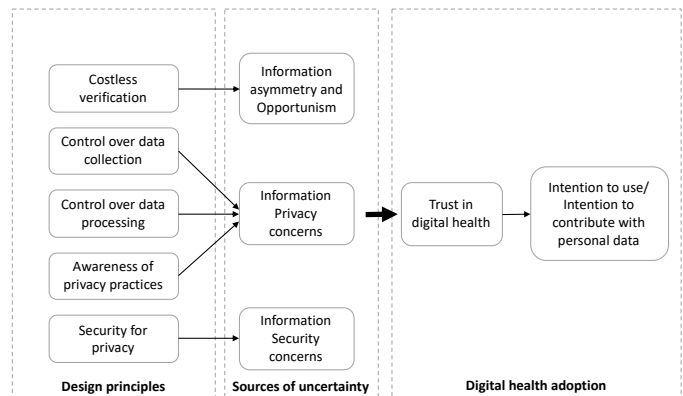 Costless
verification
Control over data
collection
Control over data
processing
Awareness of
privacy practices
Security for
privacy
Design principles
Information
asymmetry and
Opportunism
Information
Privacy
concerns
Information
Security
concerns
Sources of uncertainty
Trust in
digital health
Intention to use/
Intention to
contribute with
personal data
Digital health adoption